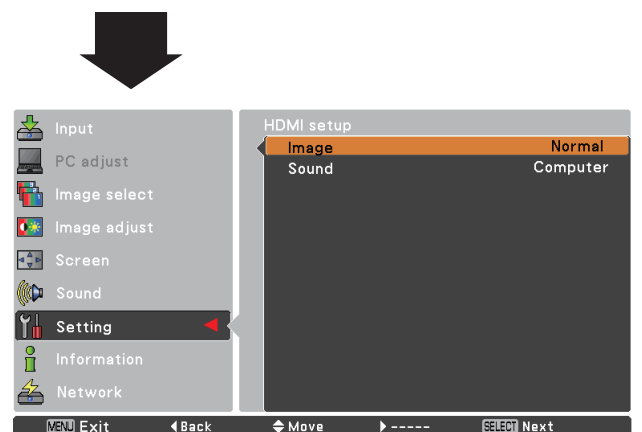 Input
PC adjust
Image select
Image adjust
Screen
Sound
Setting
Information
Network
HDMI setup
Image Normal
Sound Computer
MENU Exit Back Move ----- SELECT Next